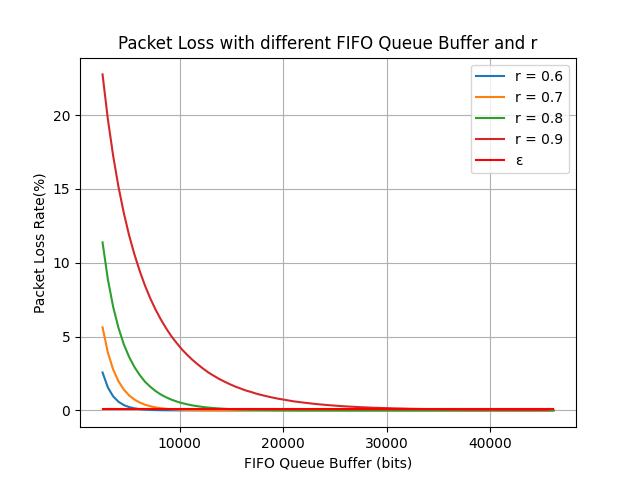 Packet Loss with different FIFO Queue Buffer and r
r = 0.6
r = 0.7
r = 0.8
r = 0.9
ε
Packet Loss Rate(%)
20
15
10
5
0
10000 20000 30000 40000
FIFO Queue Buffer (bits)